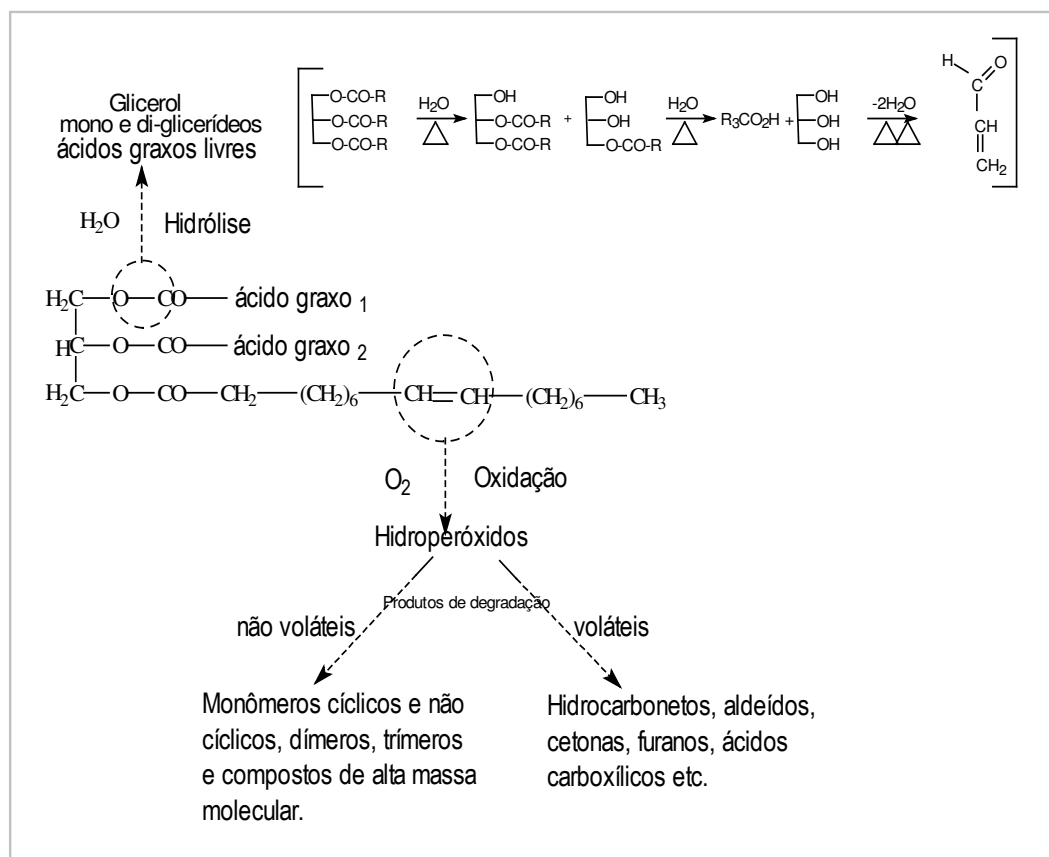 Glicerol
mono e di-glicerídeos
ácidos graxos livres
O-CO-R
O-CO-R
O-CO-R
H2O
OH
O-COR
O-COR
+
OH
OH
O-CO-R
H2O
R3CO2H +
OH
OH
OH
-2H2O
H O
C
CH
CH2
H2O Hidrólise
H2C O CO ácido graxo 1
HC O CO ácido graxo 2
H2C O CO CH2 (CH2)6 CH=CH (CH2)6 CH3
O2 Oxidação
Hidroperóxidos
Produtos de degradação
não voláteis
voláteis
Monômeros cíclicos e não
cíclicos, dímeros, trímeros
e compostos de alta massa
molecular.
Hidrocarbonetos, aldeídos,
cetonas, furanos, ácidos
carboxílicos etc.